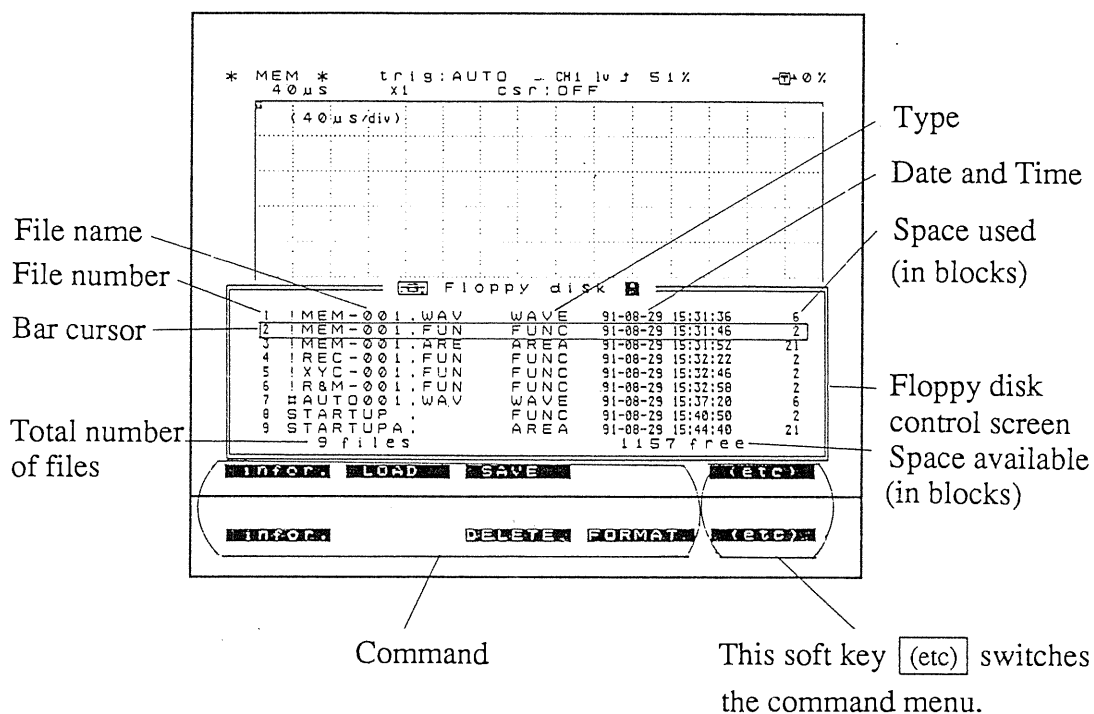 * MEM * trig:AUTO CH1 1v 51% 0%
40μs x1 csr:OFF
(40μs/div)
Type
Date and Time
Space used
(in blocks)
File name
File number
Bar cursor
Total number
of files
Floppy disk
1 !MEM-001.WAV WAVE 91-08-29 15:31:36 6
2 !MEM-001.FUN FUNC 91-08-29 15:31:46 2
3 !MEM-001.ARE AREA 91-08-29 15:31:52 21
4 !REC-001.FUN FUNC 91-08-29 15:32:22 2
5 !XYC-001.FUN FUNC 91-08-29 15:32:46 2
6 !R&M-001.FUN FUNC 91-08-29 15:32:58 2
7 #AUTO001.WAV WAVE 91-08-29 15:37:20 6
8 STARTUP . FUNC 91-08-29 15:40:50 2
9 STARTUPA. AREA 91-08-29 15:44:40 21
9 files 1157 free
Floppy disk
control screen
Space available
(in blocks)
infor. LOAD SAVE (etc)
infor. DELETE FORMAT (etc)
Command
This soft key (etc) switches
the command menu.